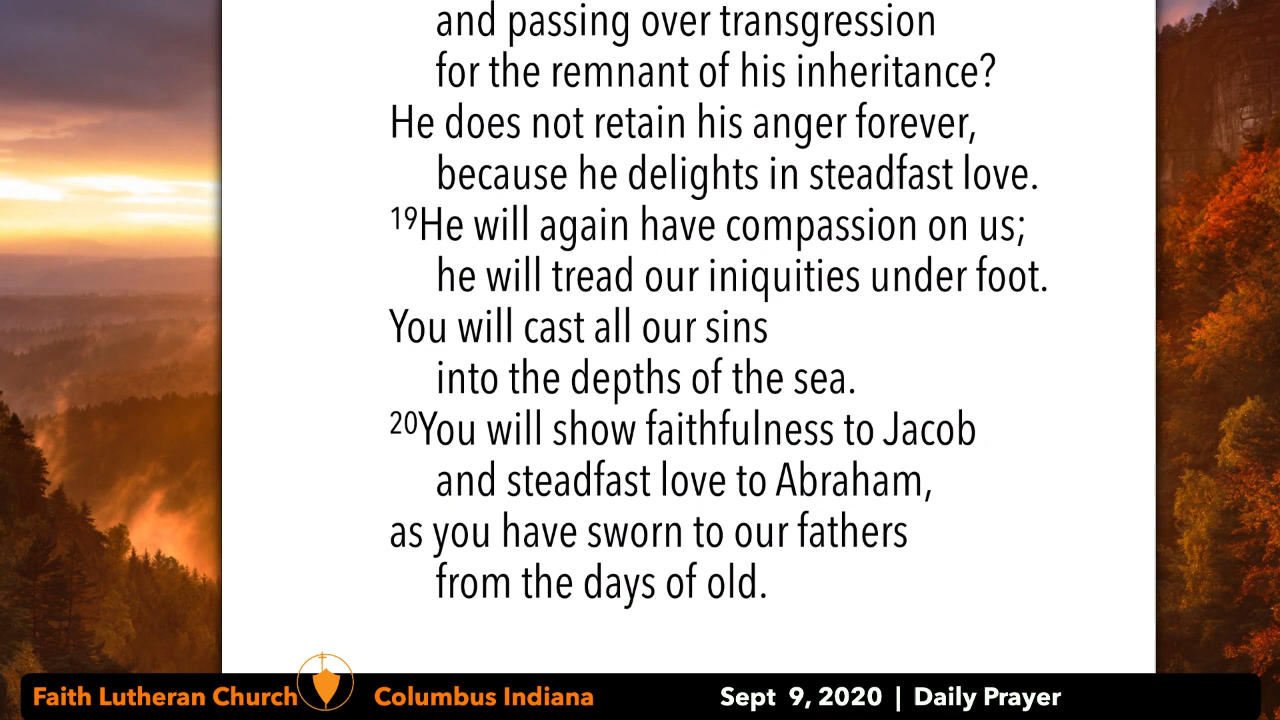 and passing over transgression
for the remnant of his inheritance?
He does not retain his anger forever,
because he delights in steadfast love.
19He will again have compassion on us;
he will tread our iniquities under foot.
You will cast all our sins
into the depths of the sea.
20You will show faithfulness to Jacob
and steadfast love to Abraham,
as you have sworn to our fathers
from the days of old.
Faith Lutheran Church Columbus Indiana Sept 9, 2020 | Daily Prayer